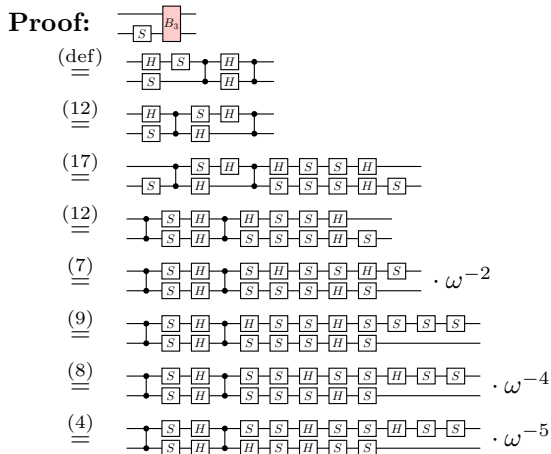 Proof: B₃
S
(def) = H S H
S H
(12) = H S H
S H
(17) = S H H S S H
S H S S S H S
(12) = S H H S S H
S H S S S H S
(7) = S H S H S S H S · ω⁻²
S H S S S H S
(9) = S H H S S H S S S S
S H S S S H S
(8) = S H S S H S S H S S · ω⁻⁴
S H S S S H S
(4) = S H S S H S S H S S · ω⁻⁵
S H H S H S S